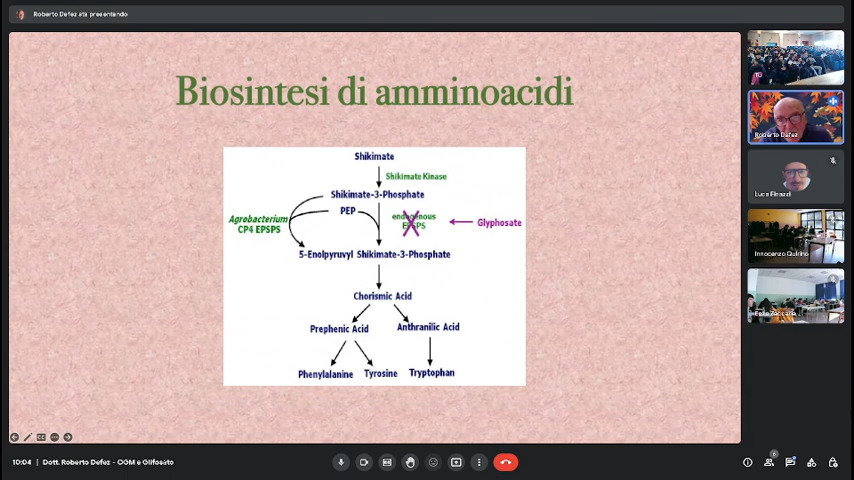 Roberto Defez sta presentando
Biosintesi di amminoacidi
Shikimate
Shikimate Kinase
Shikimate-3-Phosphate
PEP
Agrobacterium
CP4 EPSPS
endogenous
EPSPS
Glyphosate
5-Enolpyruvyl Shikimate-3-Phosphate
Chorismic Acid
Prephenic Acid
Anthranilic Acid
Phenylalanine
Tyrosine
Tryptophan
TU
Roberto Defez
Innocenzo Quirino
10:04 | Dott. Roberto Defez - OGM e Glifosato
6